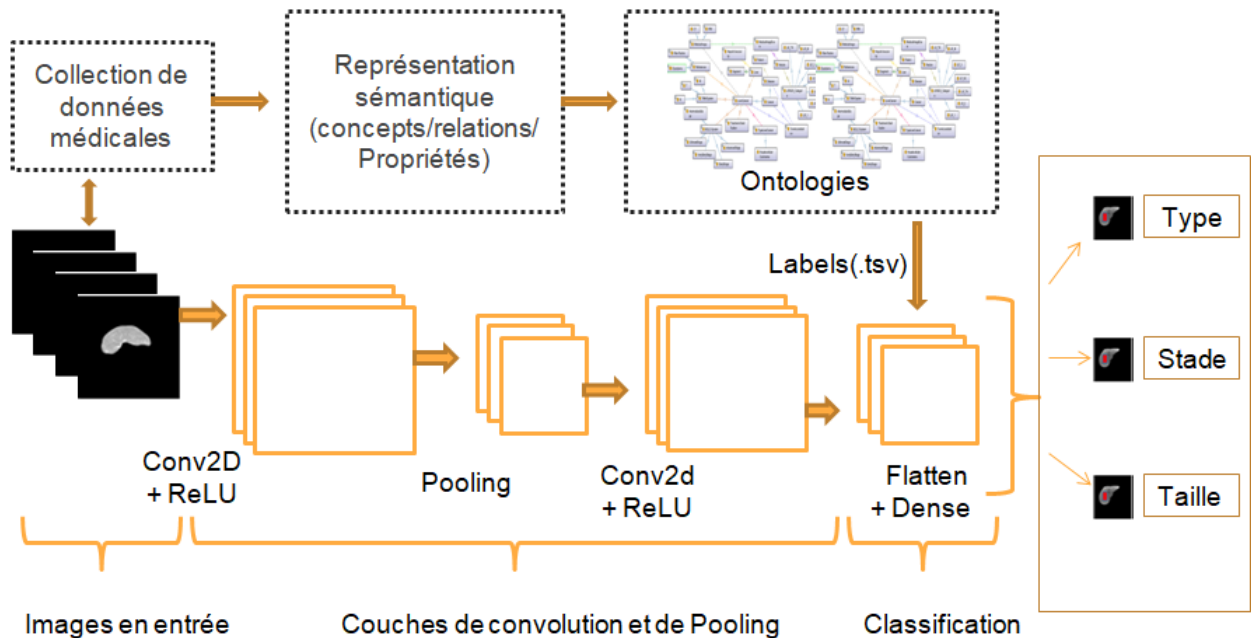 Collection de
données
médicales
Représentation
sémantique
(concepts/relations/
Propriétés)
Ontologies
Labels(.tsv)
Type
Stade
Taille
Conv2D
+ ReLU
Pooling
Conv2d
+ ReLU
Flatten
+ Dense
Images en entrée
Couches de convolution et de Pooling
Classification